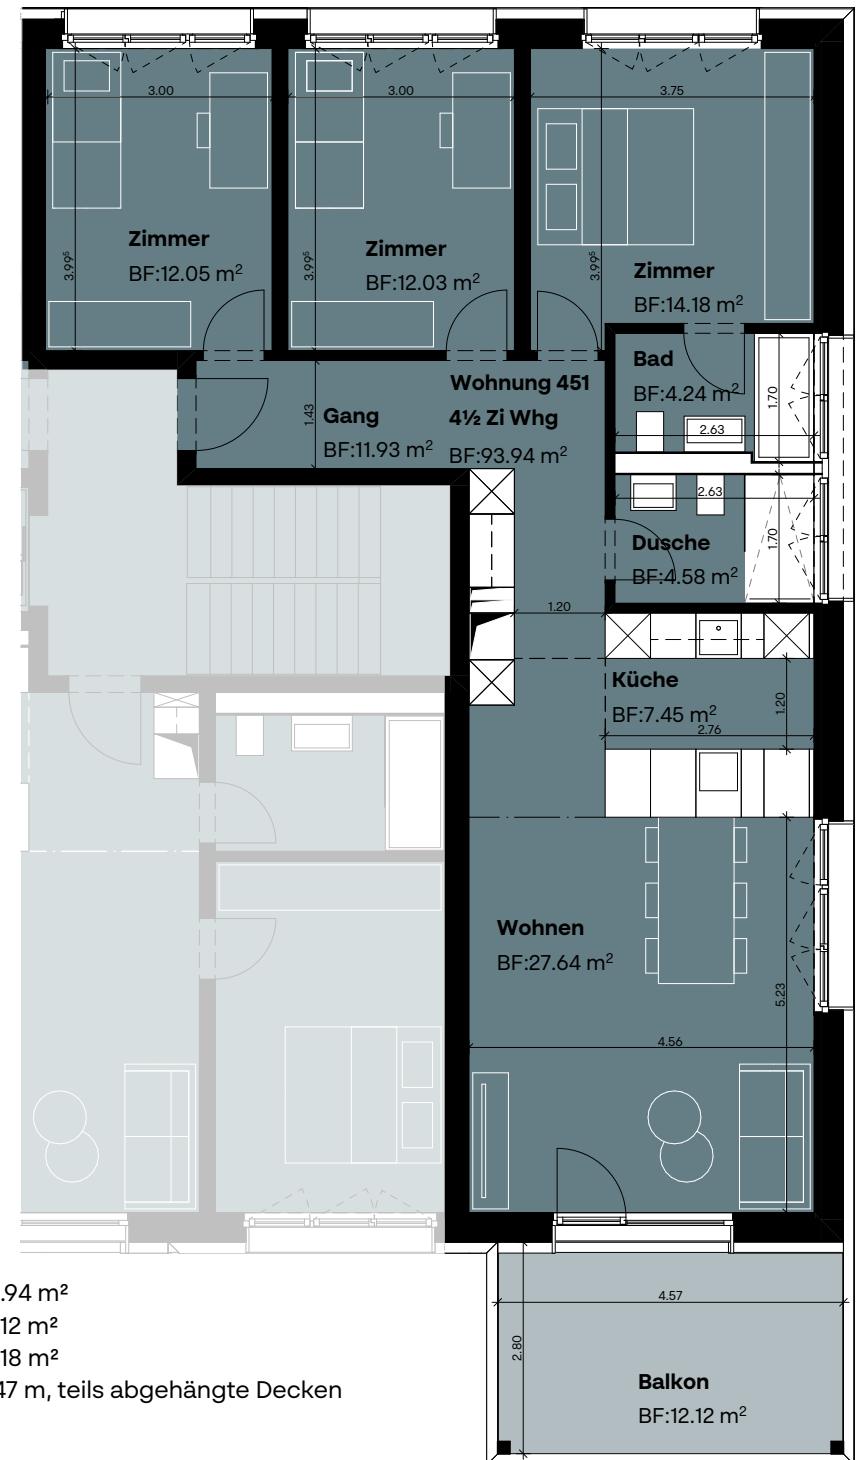 3.00
3.00
3.75
3.99⁵
3.99⁵
3.99⁵
Zimmer
BF:12.05 m²
Zimmer
BF:12.03 m²
Zimmer
BF:14.18 m²
Bad
BF:4.24 m²
1.70
2.63
Wohnung 451
4½ Zi Whg
BF:93.94 m²
1.43
Gang
BF:11.93 m²
2.63
1.70
Dusche
BF:4.58 m²
1.20
Küche
BF:7.45 m²
1.20
2.76
Wohnen
BF:27.64 m²
5.23
4.56
4.57
2.80
Balkon
BF:12.12 m²
.94 m²
12 m²
18 m²
47 m, teils abgehängte Decken